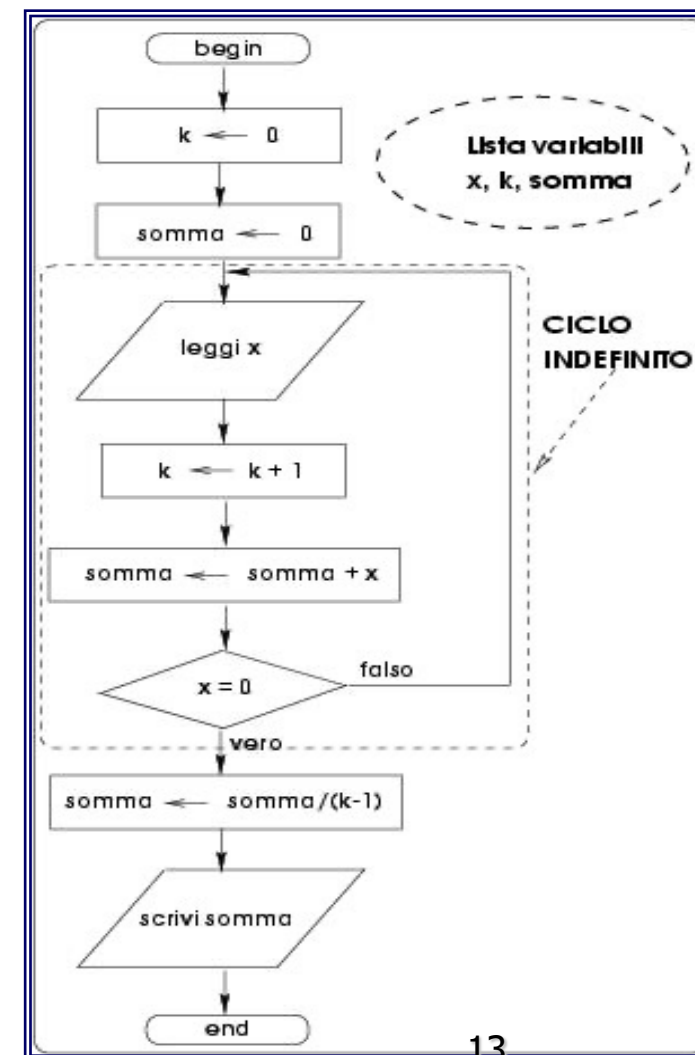 begin
k ← 0
Lista variabili
x, k, somma
somma ← 0
leggi x
CICLO
INDEFINITO
k ← k + 1
somma ← somma + x
x = 0
falso
vero
somma ← somma/(k-1)
scrivi somma
end
13